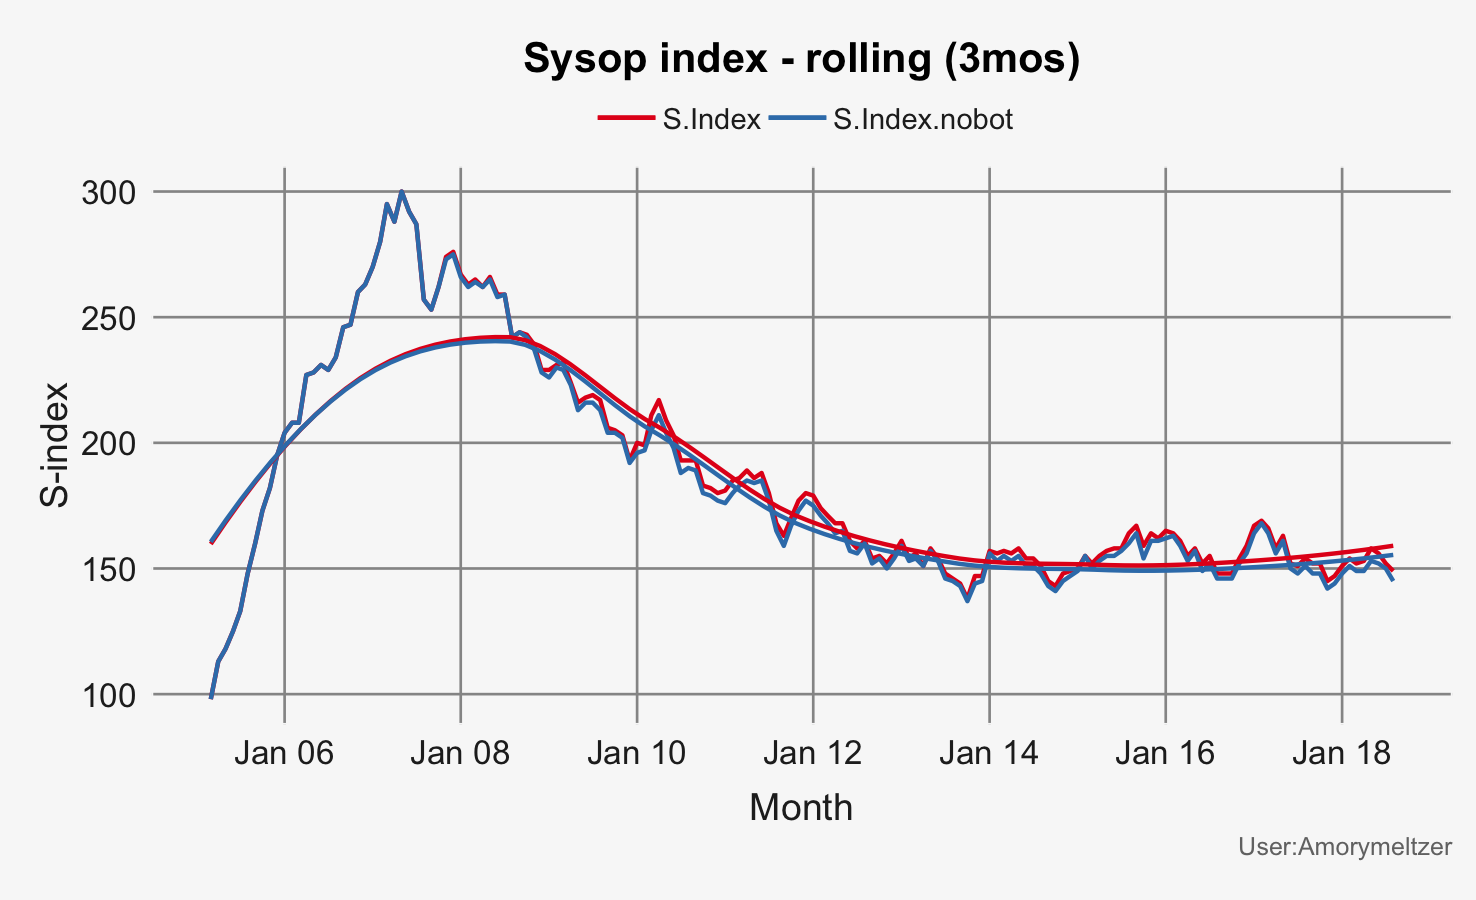 Sysop index - rolling (3mos)
S.Index S.Index.nobot
300
250
200
150
100
S-index
Jan 06 Jan 08 Jan 10 Jan 12 Jan 14 Jan 16 Jan 18
Month
User:Amorymeltzer